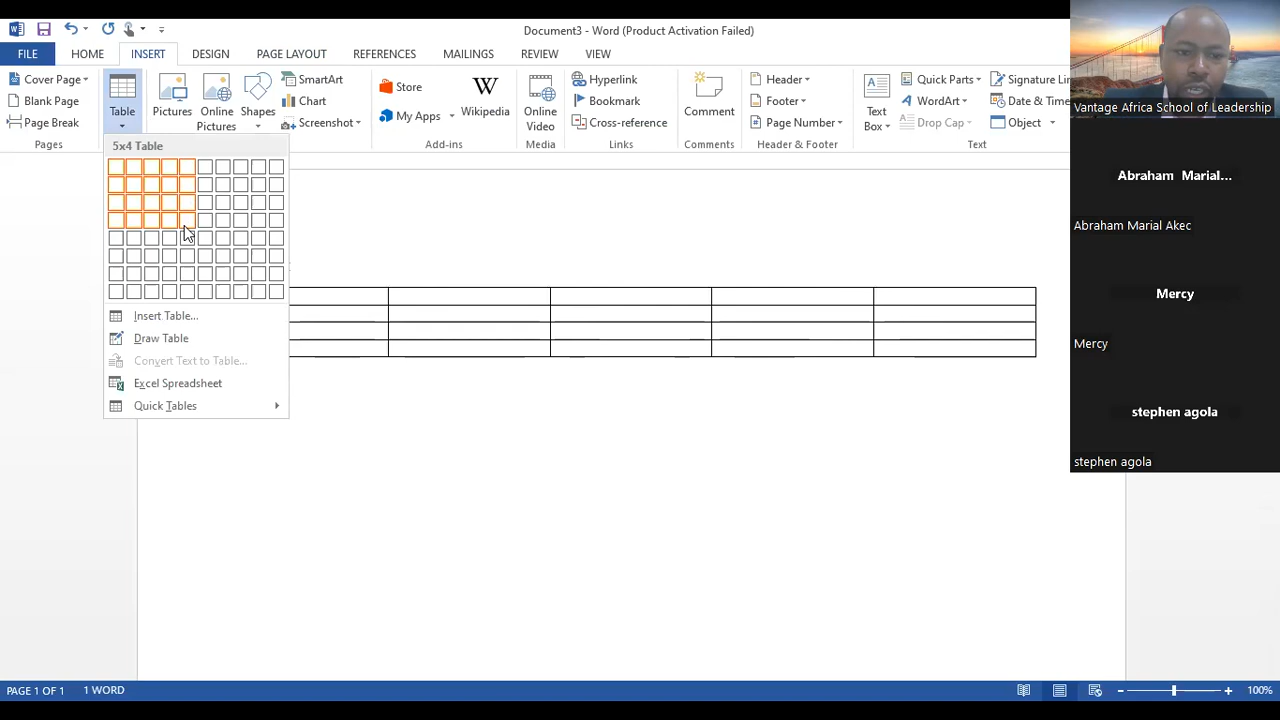 Document3 - Word (Product Activation Failed)
FILE HOME INSERT DESIGN PAGE LAYOUT REFERENCES MAILINGS REVIEW VIEW
Cover Page
Blank Page
Page Break
Pages
Table
Pictures
Online Pictures
Shapes
SmartArt
Chart
Screenshot
Store
My Apps
Wikipedia
Add-ins
Online Video
Media
Hyperlink
Bookmark
Cross-reference
Links
Comment
Comments
Header
Footer
Page Number
Header & Footer
Text Box
Quick Parts
WordArt
Drop Cap
Signature Lin
Date & Time
Object
Text
5x4 Table
Insert Table...
Draw Table
Convert Text to Table...
Excel Spreadsheet
Quick Tables
Vantage Africa School of Leadership
Abraham Marial...
Abraham Marial Akec
Mercy
Mercy
stephen agola
stephen agola
PAGE 1 OF 1 1 WORD
100%